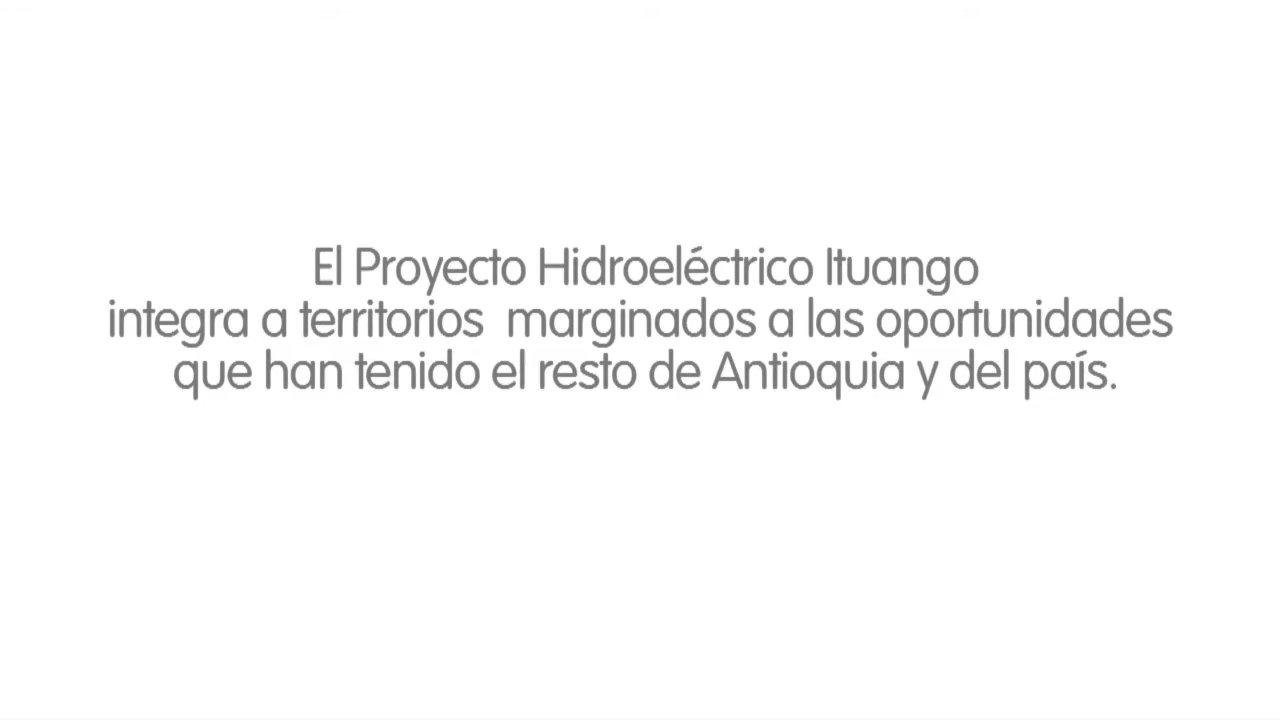 El Proyecto Hidroeléctrico Ituango
integra a territorios  marginados a las oportunidades
que han tenido el resto de Antioquia y del país.